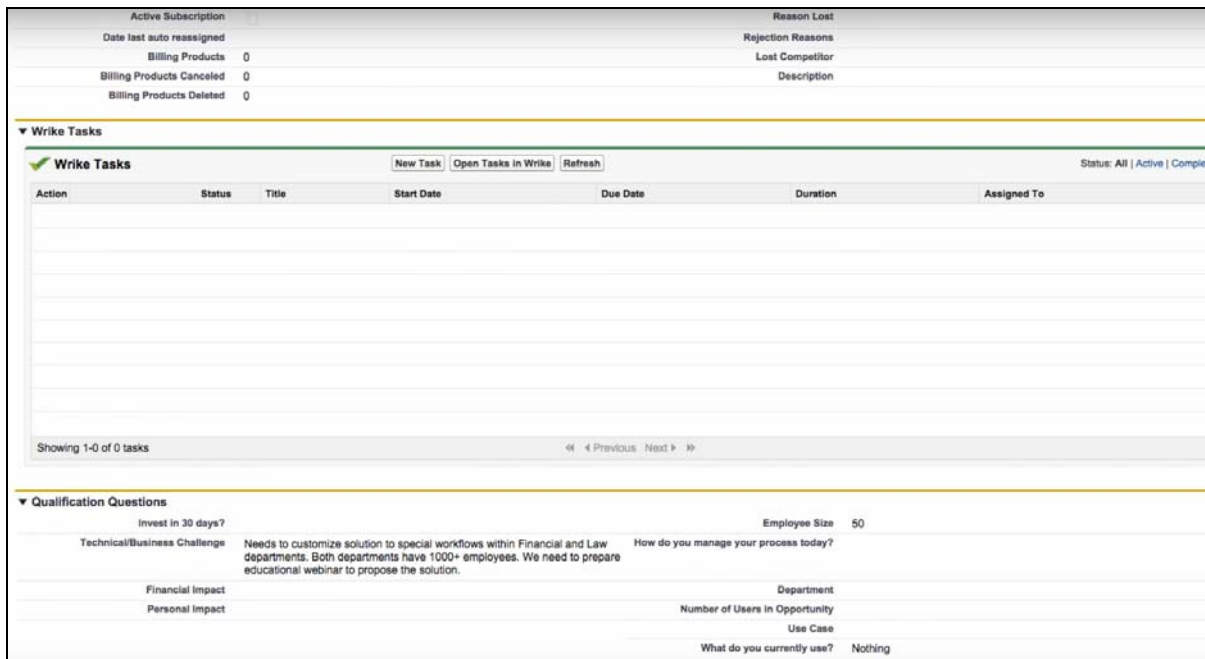 Active Subscription Reason Lost
Date last auto reassigned Rejection Reasons
Billing Products 0 Lost Competitor
Billing Products Canceled 0 Description
Billing Products Deleted 0
▼ Wrike Tasks
Wrike Tasks New Task Open Tasks in Wrike Refresh Status: All | Active | Comple
Action Status Title Start Date Due Date Duration Assigned To
Showing 1-0 of 0 tasks Previous Next
▼ Qualification Questions
Invest in 30 days? Employee Size 50
Technical/Business Challenge Needs to customize solution to special workflows within Financial and Law How do you manage your process today?
departments. Both departments have 1000+ employees. We need to prepare
educational webinar to propose the solution.
Financial Impact Department
Personal Impact Number of Users in Opportunity
Use Case
What do you currently use? Nothing